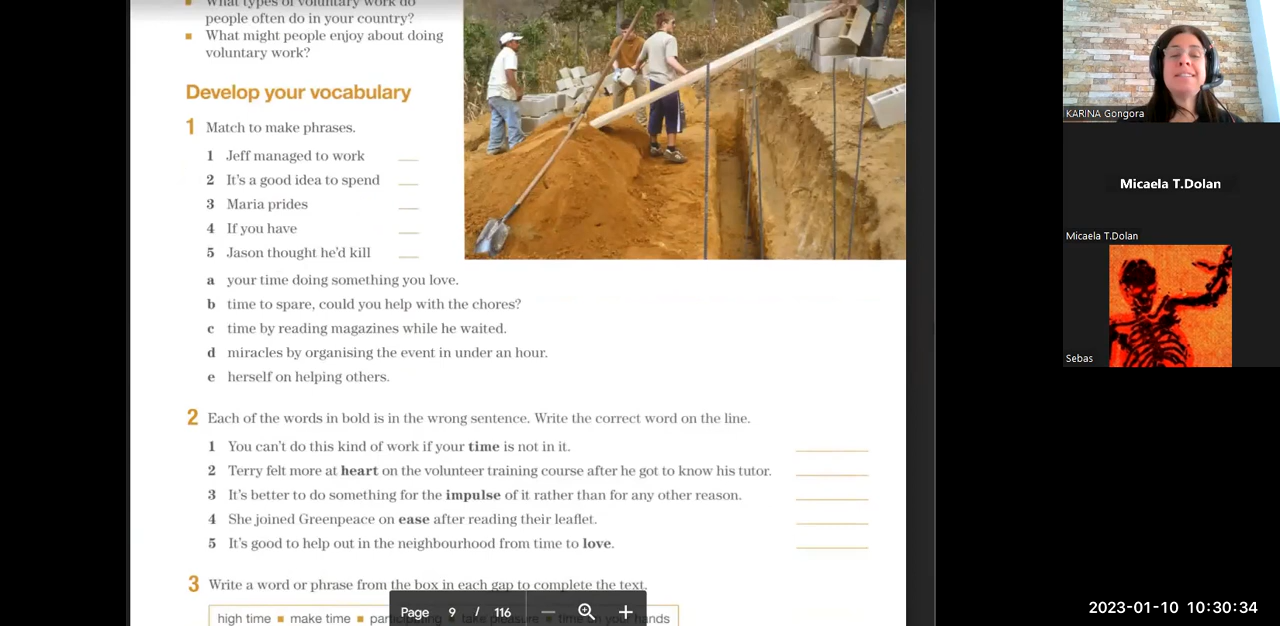 What types of voluntary work do
people often do in your country?
What might people enjoy about doing
voluntary work?
Develop your vocabulary
1 Match to make phrases.
1 Jeff managed to work
2 It's a good idea to spend
3 Maria prides
4 If you have
5 Jason thought he'd kill
a your time doing something you love.
b time to spare, could you help with the chores?
c time by reading magazines while he waited.
d miracles by organising the event in under an hour.
e herself on helping others.
2 Each of the words in bold is in the wrong sentence. Write the correct word on the line.
1 You can't do this kind of work if your time is not in it.
2 Terry felt more at heart on the volunteer training course after he got to know his tutor.
3 It's better to do something for the impulse of it rather than for any other reason.
4 She joined Greenpeace on ease after reading their leaflet.
5 It's good to help out in the neighbourhood from time to love.
3 Write a word or phrase from the box in each gap to complete the text.
high time ■ make time ■ participating ■ take pleasure ■ time on your hands
Page 9 / 116
KARINA Gongora
Micaela T.Dolan
Micaela T.Dolan
Sebas
2023-01-10 10:30:34